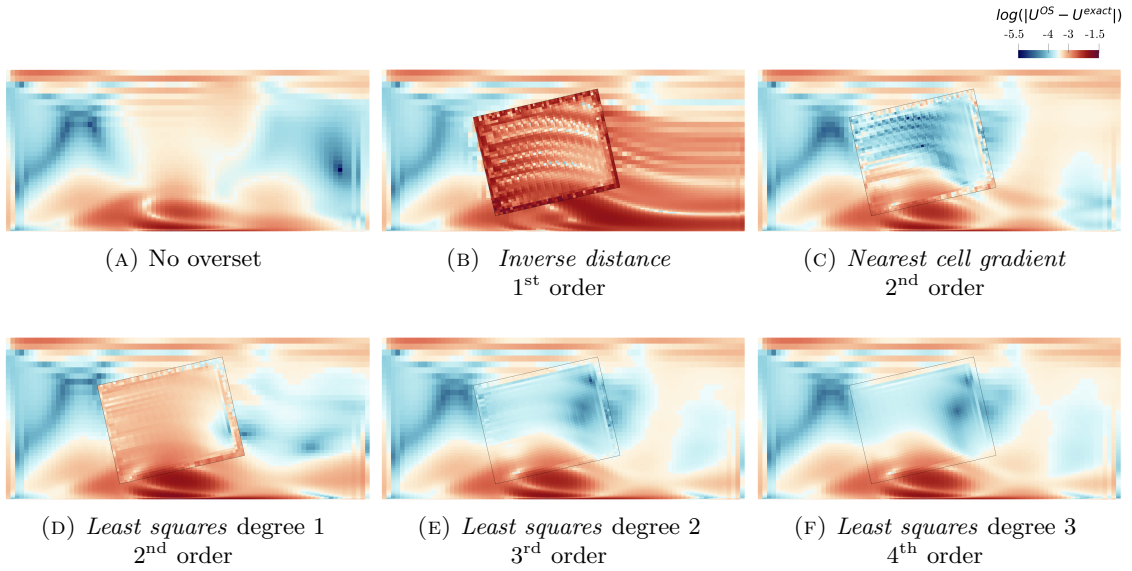 log(|U^OS − U^exact|)
-5.5 -4 -3 -1.5
(A) No overset
(B) Inverse distance
1st order
(C) Nearest cell gradient
2nd order
(D) Least squares degree 1
2nd order
(E) Least squares degree 2
3rd order
(F) Least squares degree 3
4th order